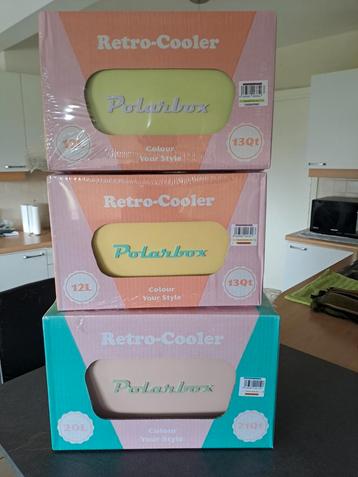 Retro-Cooler
Polarbox
13Qt
Colour
Your Style
Retro-Cooler
Polarbox
12L
Colour
Your Style
13Qt
Retro-Cooler
Polarbox
20L
Colour
Your Style
21Qt